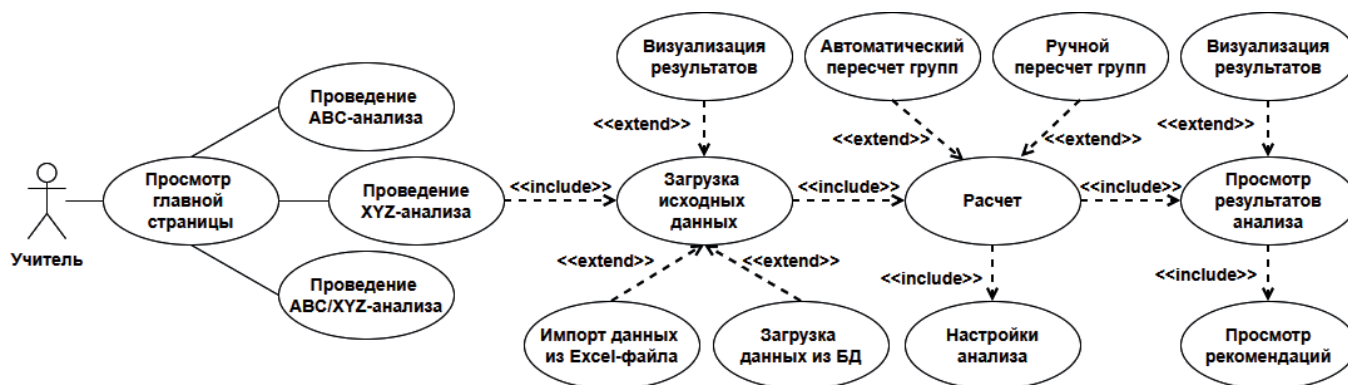 Визуализация
результатов
Автоматический
пересчет групп
Ручной
пересчет групп
Визуализация
результатов
Проведение
ABC-анализа
<<extend>>
<<extend>>
<<extend>>
<<extend>>
Учитель
Просмотр
главной
страницы
Проведение
XYZ-анализа
<<include>>
Загрузка
исходных
данных
<<include>>
Расчет
<<include>>
Просмотр
результатов
анализа
Проведение
ABC/XYZ-анализа
<<extend>>
<<extend>>
<<include>>
<<include>>
Импорт данных
из Excel-файла
Загрузка
данных из БД
Настройки
анализа
Просмотр
рекомендаций